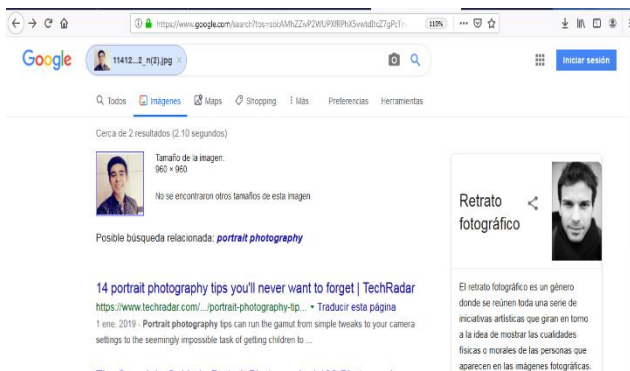 https://www.google.com/search?tbs=sbi:AMhZZivP2WUPXfRPhX5vwtdItoZ7gPcTr
110%
Google
11412...2_n(2).jpg
Iniciar sesión
Todos Imágenes Maps Shopping Más Preferencias Herramientas
Cerca de 2 resultados (2.10 segundos)
Tamaño de la imagen:
960 × 960
No se encontraron otros tamaños de esta imagen.
Posible búsqueda relacionada: portrait photography
14 portrait photography tips you'll never want to forget | TechRadar
https://www.techradar.com/.../portrait-photography-tip... ▾ Traducir esta página
1 ene. 2019 - Portrait photography tips can run the gamut from simple tweaks to your camera
settings to the seemingly impossible task of getting children to ...
Retrato
fotográfico
El retrato fotográfico es un género
donde se reúnen toda una serie de
iniciativas artísticas que giran en torno
a la idea de mostrar las cualidades
físicas o morales de las personas que
aparecen en las imágenes fotográficas.